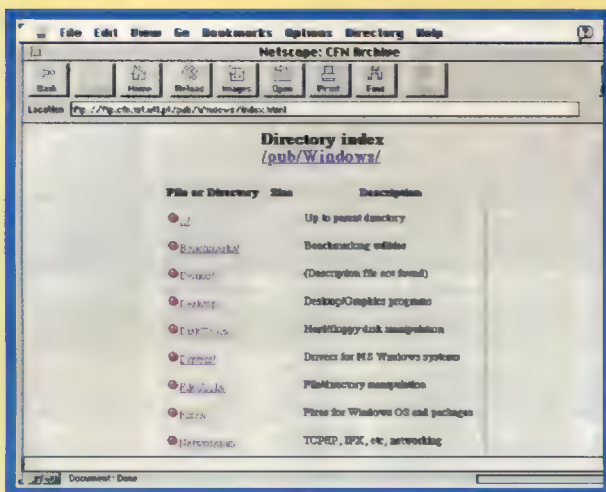 File Edit View Go Bookmarks Options Directory Help
Netscape: CFN Archive
Back Home Reload Images Open Print Find
Location
Directory index
/pub/Windows/
File or Directory Size Description
../ Up to parent directory
Benchmarks/ Benchmarking utilities
(Description file not found)
Desktop/Graphics programs
Hard/floppy disk manipulation
Drivers for MS Windows systems
File/directory manipulation
Fixes for Windows OS and packages
TCP/IP, IPX, etc, networking
Document: Done